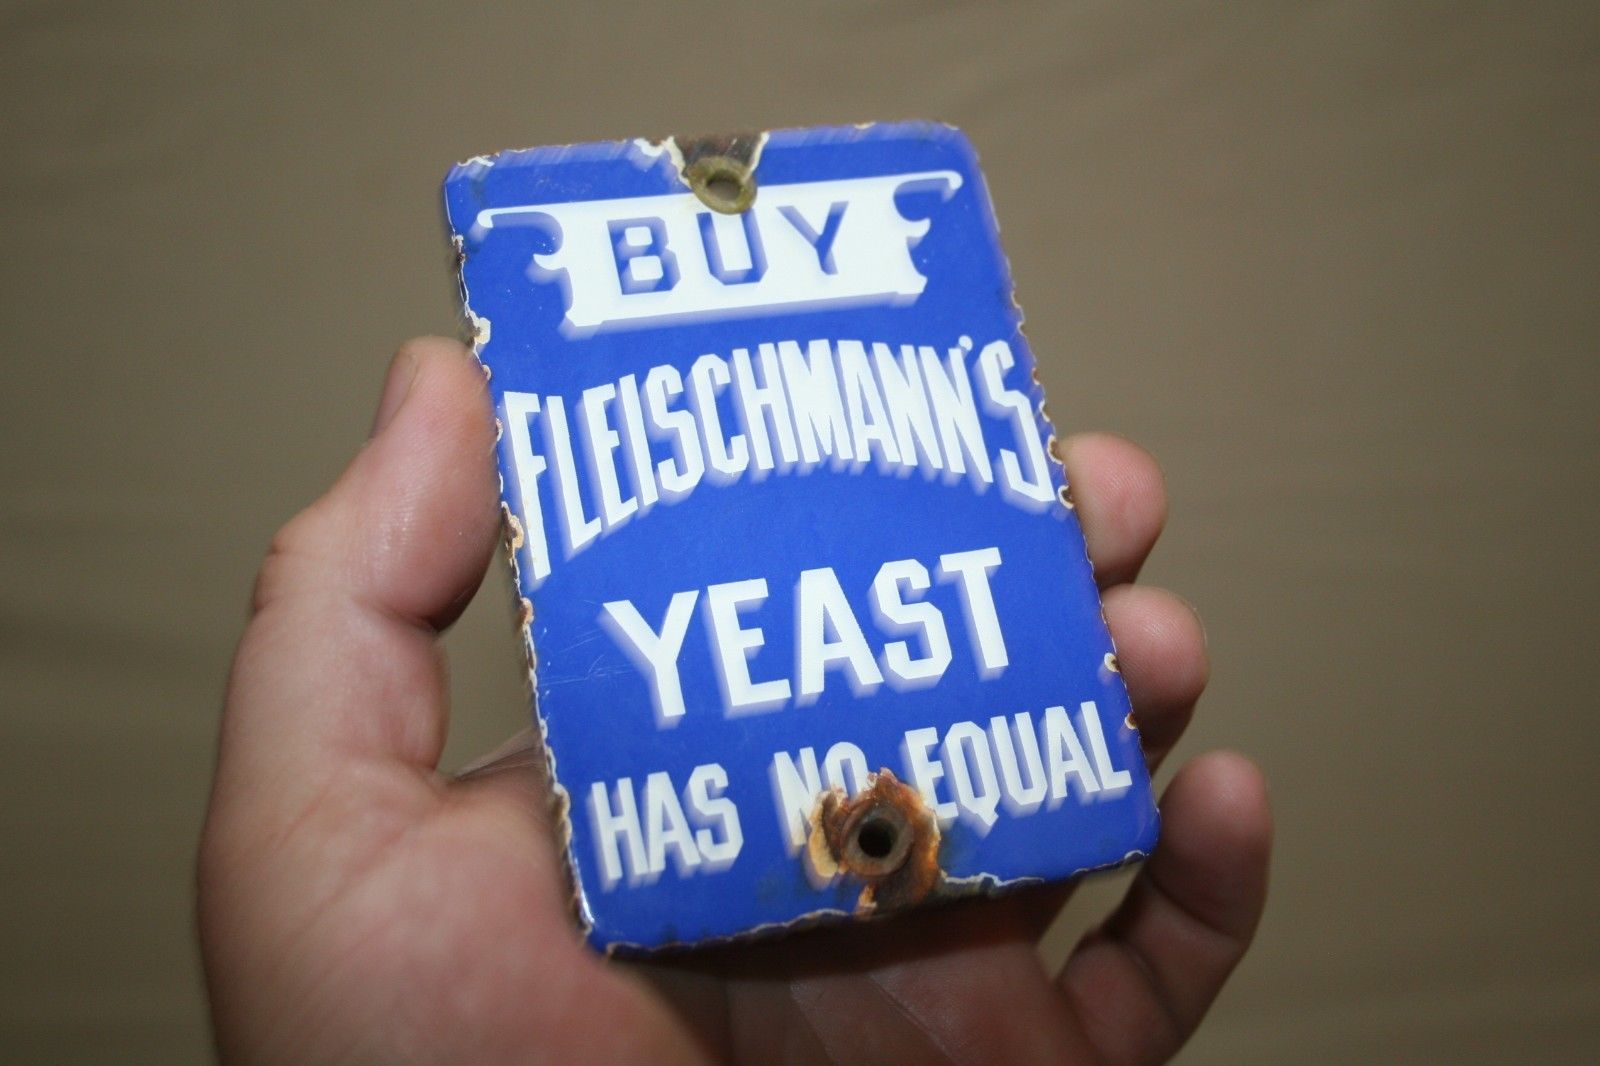 BUY
FLEISCHMANN'S
YEAST
HAS NO EQUAL